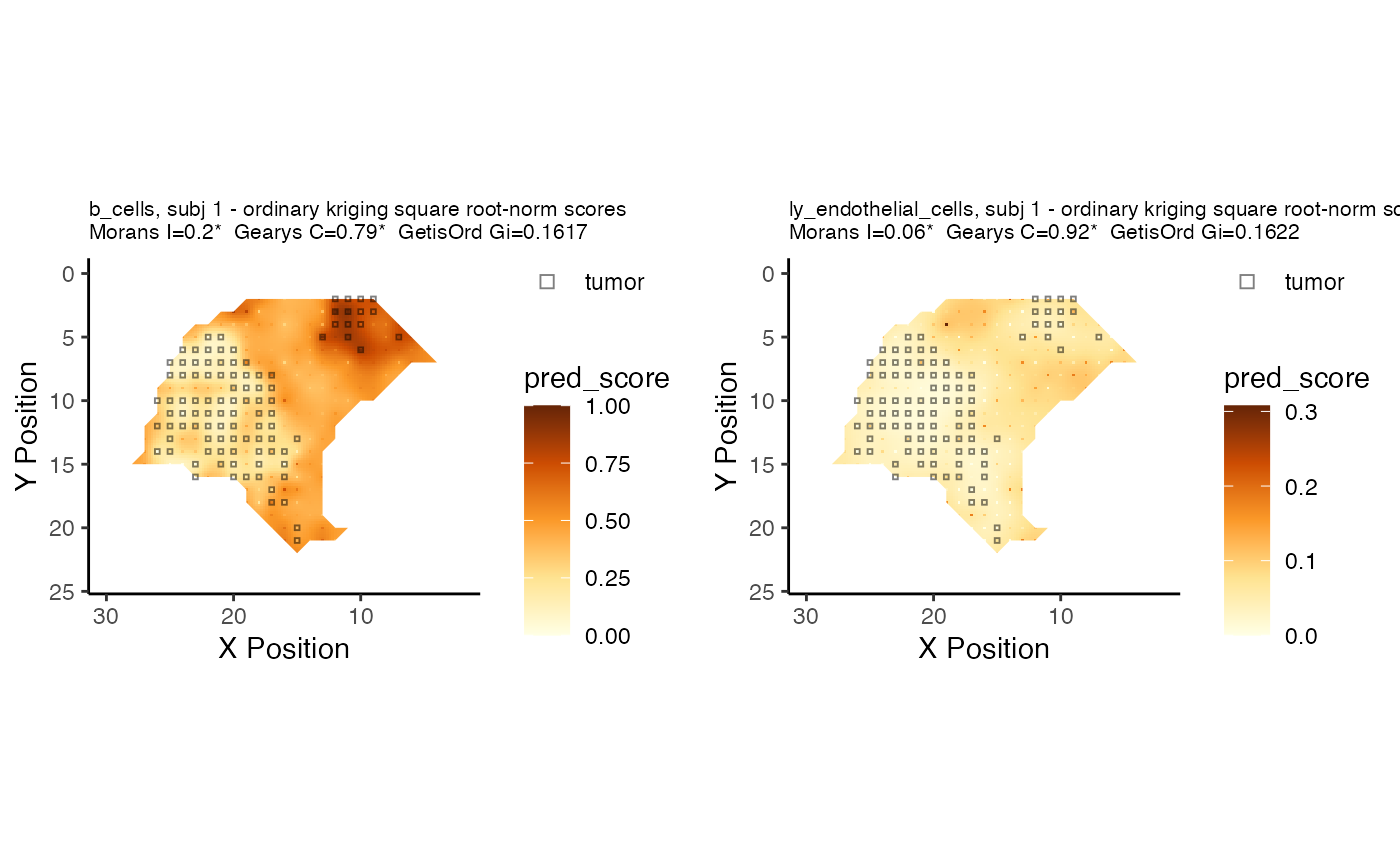 b_cells, subj 1 - ordinary kriging square root-norm scores
Morans I=0.2*  Gearys C=0.79*  GetisOrd Gi=0.1617
0
5
10
15
20
25
Y Position
30
20
10
X Position
tumor
pred_score
1.00
0.75
0.50
0.25
0.00
ly_endothelial_cells, subj 1 - ordinary kriging square root-norm sc
Morans I=0.06*  Gearys C=0.92*  GetisOrd Gi=0.1622
0
5
10
15
20
25
Y Position
30
20
10
X Position
tumor
pred_score
0.3
0.2
0.1
0.0